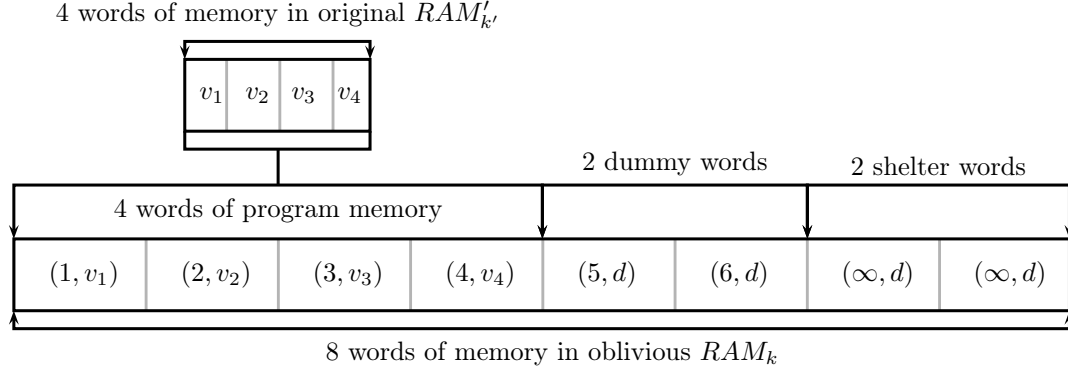 4 words of memory in original $RAM'_{k'}$
$v_1$ $v_2$ $v_3$ $v_4$
2 dummy words 2 shelter words
4 words of program memory
$(1, v_1)$ $(2, v_2)$ $(3, v_3)$ $(4, v_4)$ $(5, d)$ $(6, d)$ $(\infty, d)$ $(\infty, d)$
8 words of memory in oblivious $RAM_k$